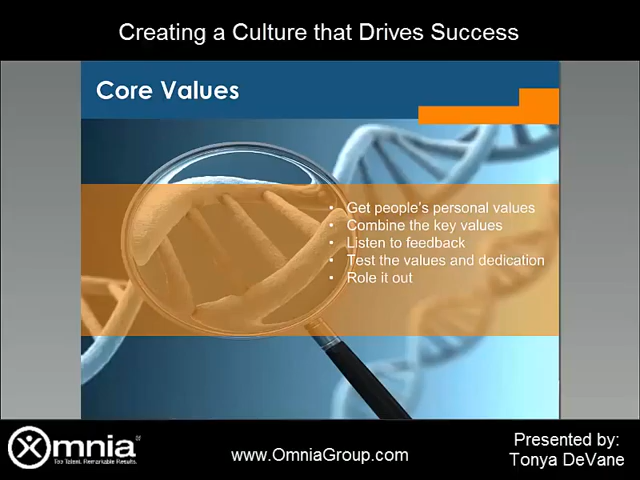 Creating a Culture that Drives Success
Core Values
• Get people's personal values
• Combine the key values
• Listen to feedback
• Test the values and dedication
• Role it out
Omnia
Top Talent. Remarkable Results.
www.OmniaGroup.com
Presented by:
Tonya DeVane